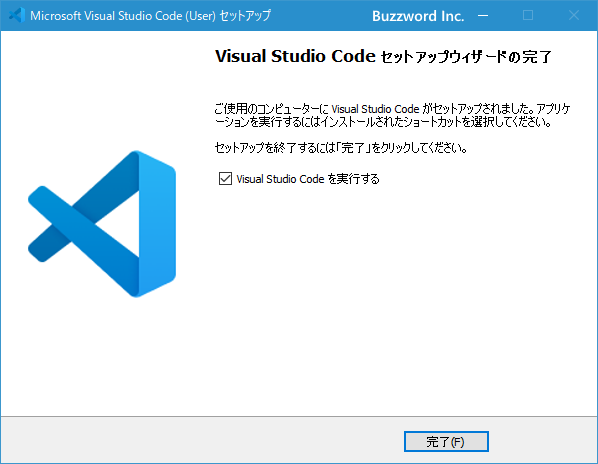 Microsoft Visual Studio Code (User) セットアップ
Buzzword Inc.
Visual Studio Code セットアップウィザードの完了
ご使用のコンピューターに Visual Studio Code がセットアップされました。アプリケ
ーションを実行するにはインストールされたショートカットを選択してください。
セットアップを終了するには「完了」をクリックしてください。
Visual Studio Code を実行する
完了(F)